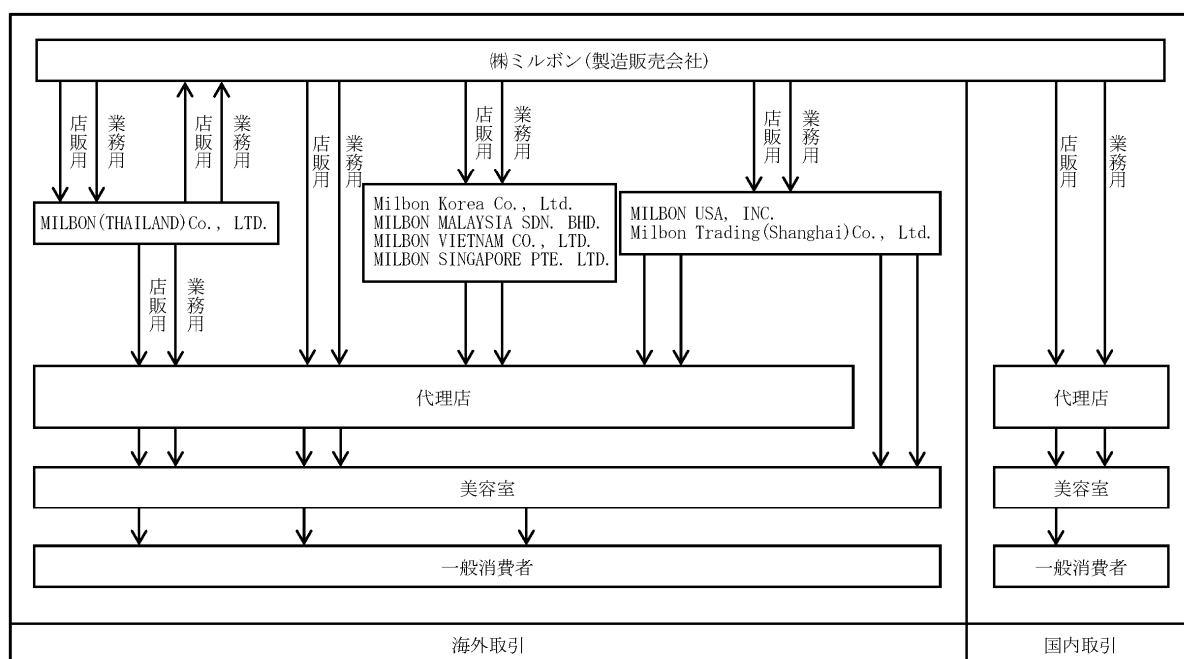 ㈱ミルボン(製造販売会社)
店販用
業務用
店販用
業務用
店販用
業務用
店販用
業務用
店販用
業務用
店販用
業務用
MILBON(THAILAND)Co., LTD.
Milbon Korea Co., Ltd.
MILBON MALAYSIA SDN. BHD.
MILBON VIETNAM CO., LTD.
MILBON SINGAPORE PTE. LTD.
MILBON USA, INC.
Milbon Trading(Shanghai)Co., Ltd.
店販用
業務用
代理店
代理店
美容室
美容室
一般消費者
一般消費者
海外取引
国内取引